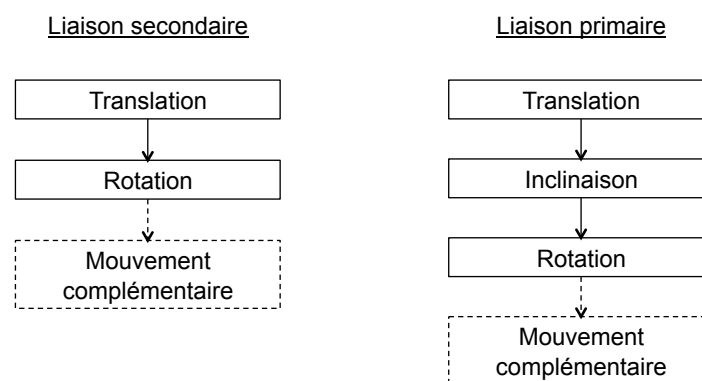 Liaison secondaire
Translation
Rotation
Mouvement
complémentaire
Liaison primaire
Translation
Inclinaison
Rotation
Mouvement
complémentaire